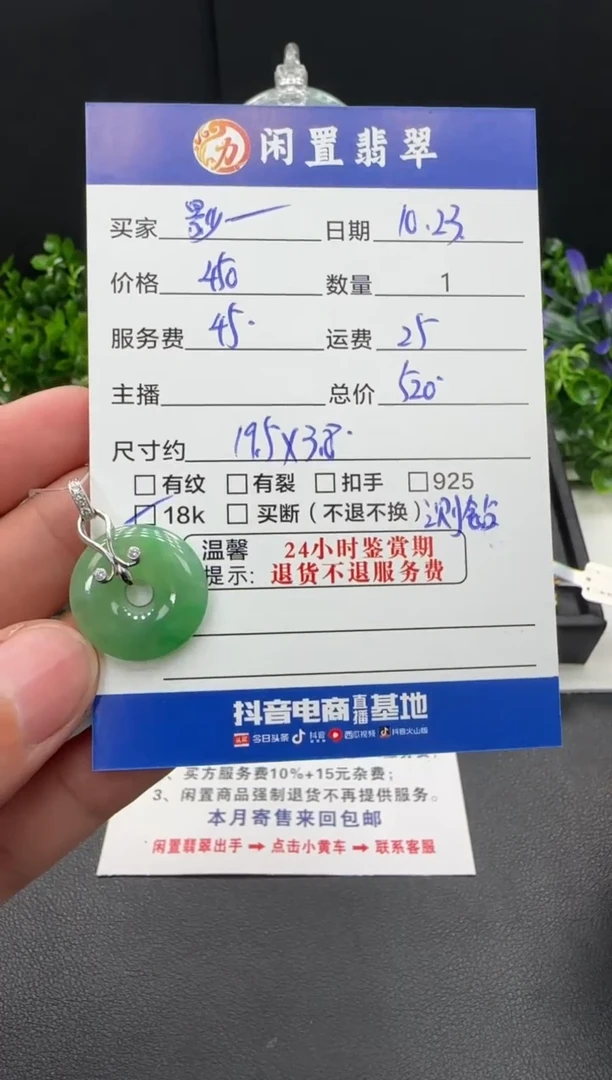 力 闲置翡翠
买家 影一 日期 10.23
价格 450 数量 1
服务费 45. 运费 25
主播 总价 520
尺寸约 19.5X3.8
□有纹 □有裂 □扣手 □925
□18k □买断（不退不换）测钻
温馨 24小时鉴赏期
提示: 退货不退服务费
抖音电商直播基地
头条 今日头条 抖音 西瓜视频 抖音火山版
、买方服务费10%+15元杂费；
3、闲置商品强制退货不再提供服务。
本月寄售来回包邮
闲置翡翠出手 → 点击小黄车 → 联系客服